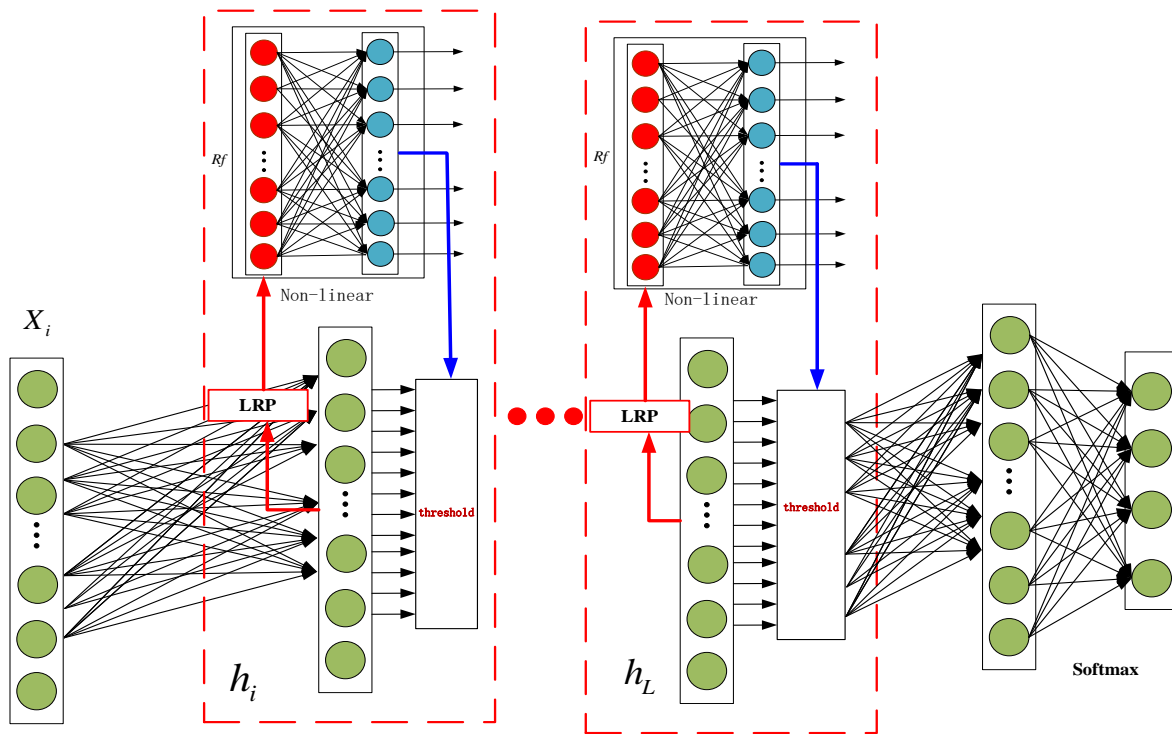 Rf
Non-linear
X_i
LRP
threshold
h_i
Rf
Non-linear
LRP
threshold
h_L
Softmax